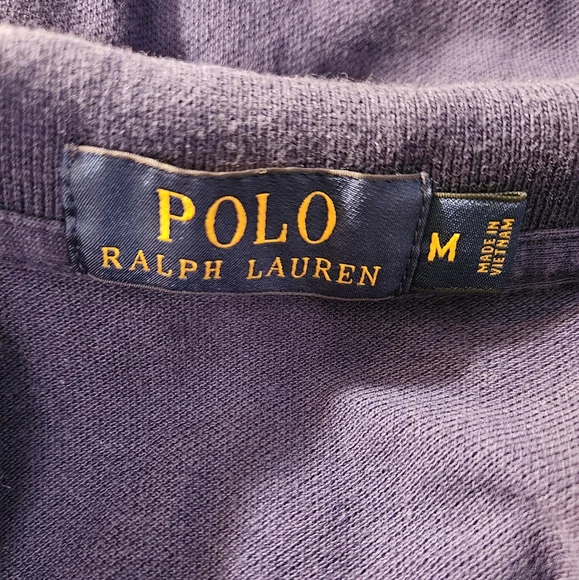 POLO
RALPH LAUREN
M
MADE IN
VIETNAM